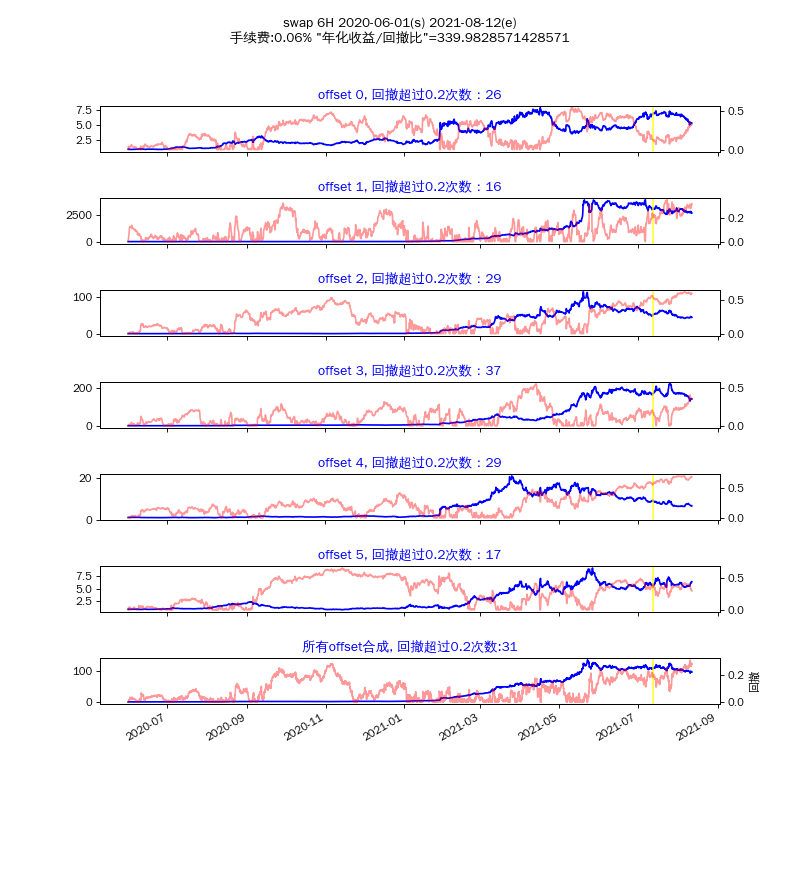 swap 6H 2020-06-01(s) 2021-08-12(e)
手续费:0.06% "年化收益/回撤比"=339.9828571428571
offset 0, 回撤超过0.2次数：26
7.5
5.0
2.5
0.5
0.0
offset 1, 回撤超过0.2次数：16
2500
0
0.2
0.0
offset 2, 回撤超过0.2次数：29
100
0
0.5
0.0
offset 3, 回撤超过0.2次数：37
200
0
0.5
0.0
offset 4, 回撤超过0.2次数：29
20
0
0.5
0.0
offset 5, 回撤超过0.2次数：17
7.5
5.0
2.5
0.5
0.0
所有offset合成, 回撤超过0.2次数:31
100
0
0.2
0.0
回撤
2020-07 2020-09 2020-11 2021-01 2021-03 2021-05 2021-07 2021-09